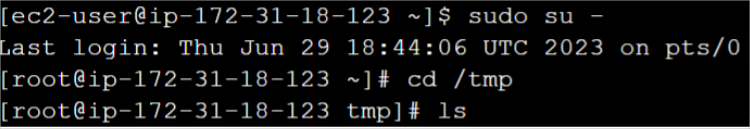 [ec2-user@ip-172-31-18-123 ~]$ sudo su -
Last login: Thu Jun 29 18:44:06 UTC 2023 on pts/0
[root@ip-172-31-18-123 ~]# cd /tmp
[root@ip-172-31-18-123 tmp]# ls